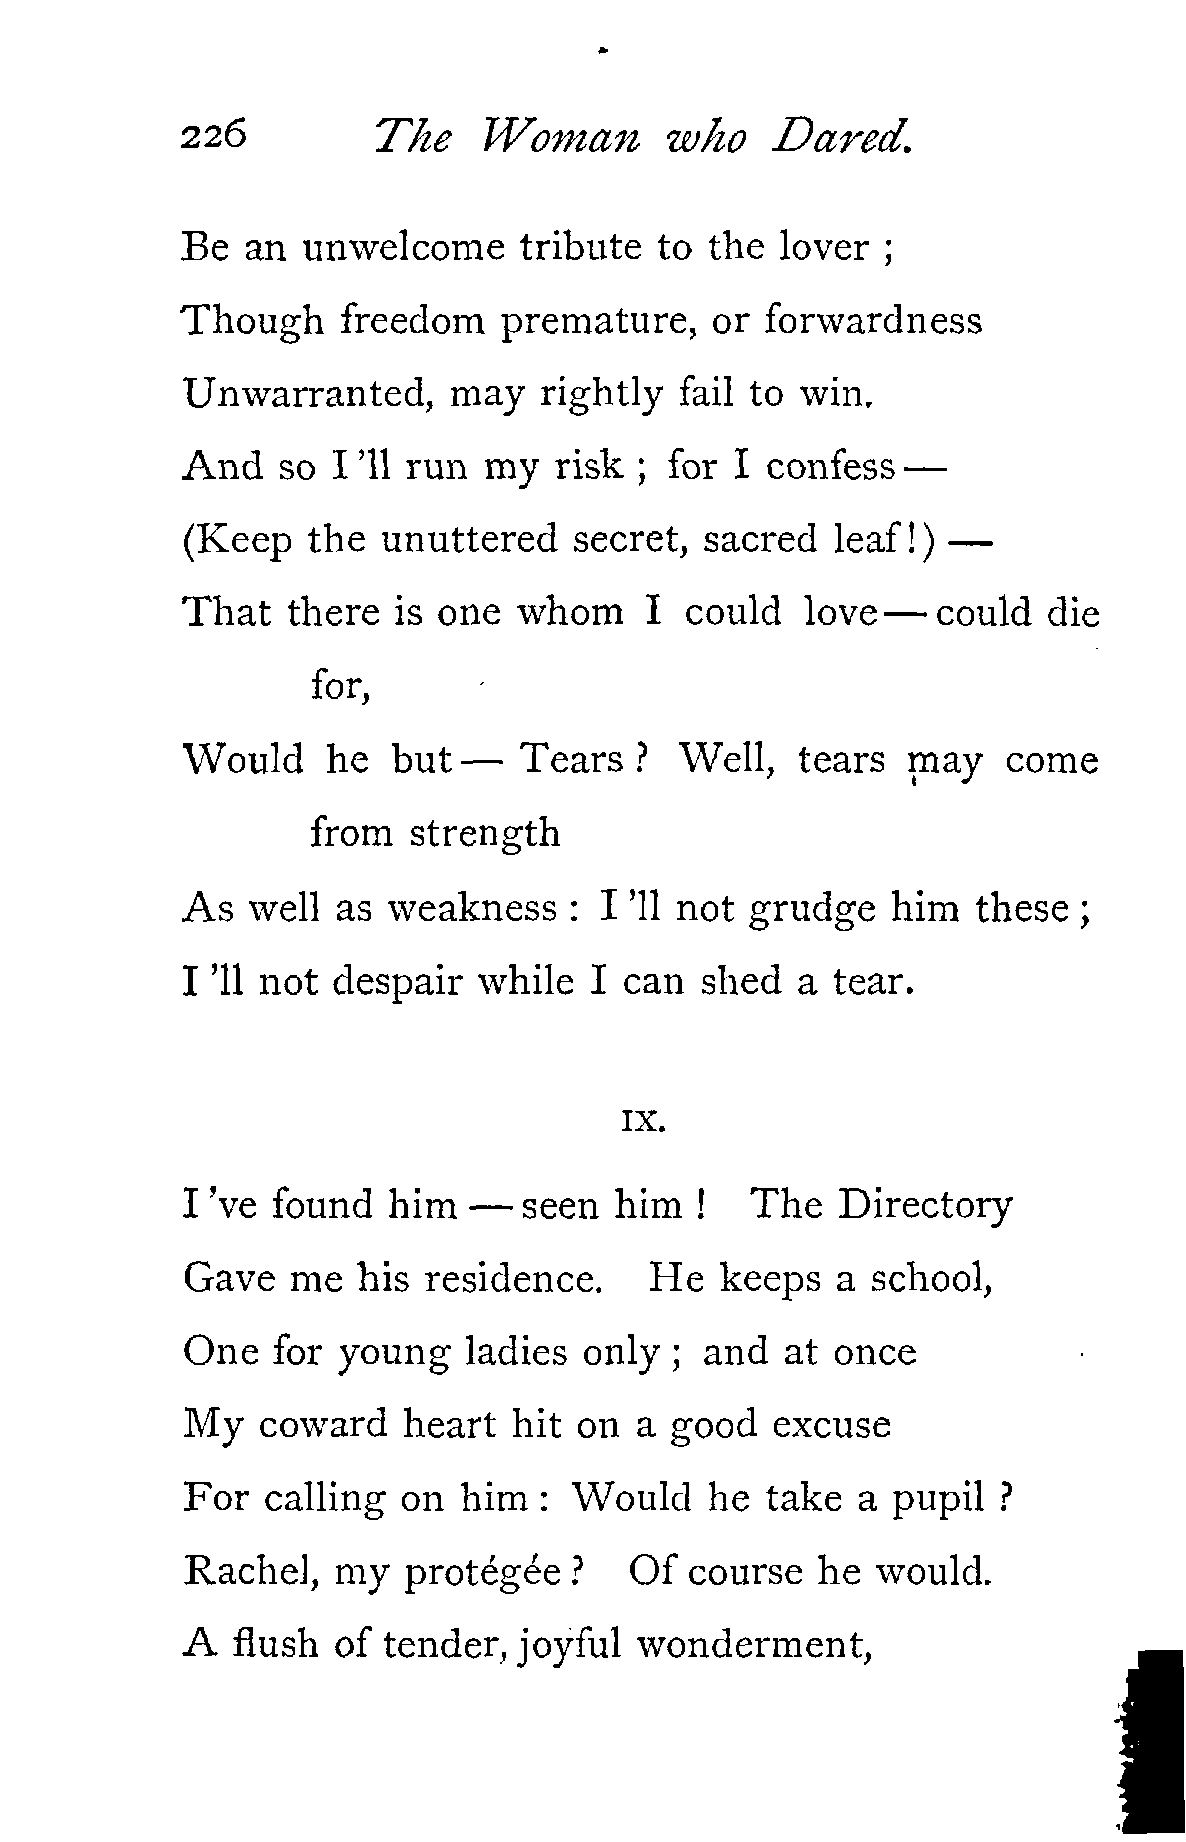 226 The Woman who Dared.
Be an unwelcome tribute to the lover ;
Though freedom premature, or forwardness
Unwarranted, may rightly fail to win.
And so I 'll run my risk ; for I confess —
(Keep the unuttered secret, sacred leaf!) —
That there is one whom I could love — could die
for,
Would he but — Tears ? Well, tears may come
from strength
As well as weakness : I 'll not grudge him these ;
I 'll not despair while I can shed a tear.
IX.
I 've found him — seen him ! The Directory
Gave me his residence. He keeps a school,
One for young ladies only ; and at once
My coward heart hit on a good excuse
For calling on him : Would he take a pupil ?
Rachel, my protégée ? Of course he would.
A flush of tender, joyful wonderment,